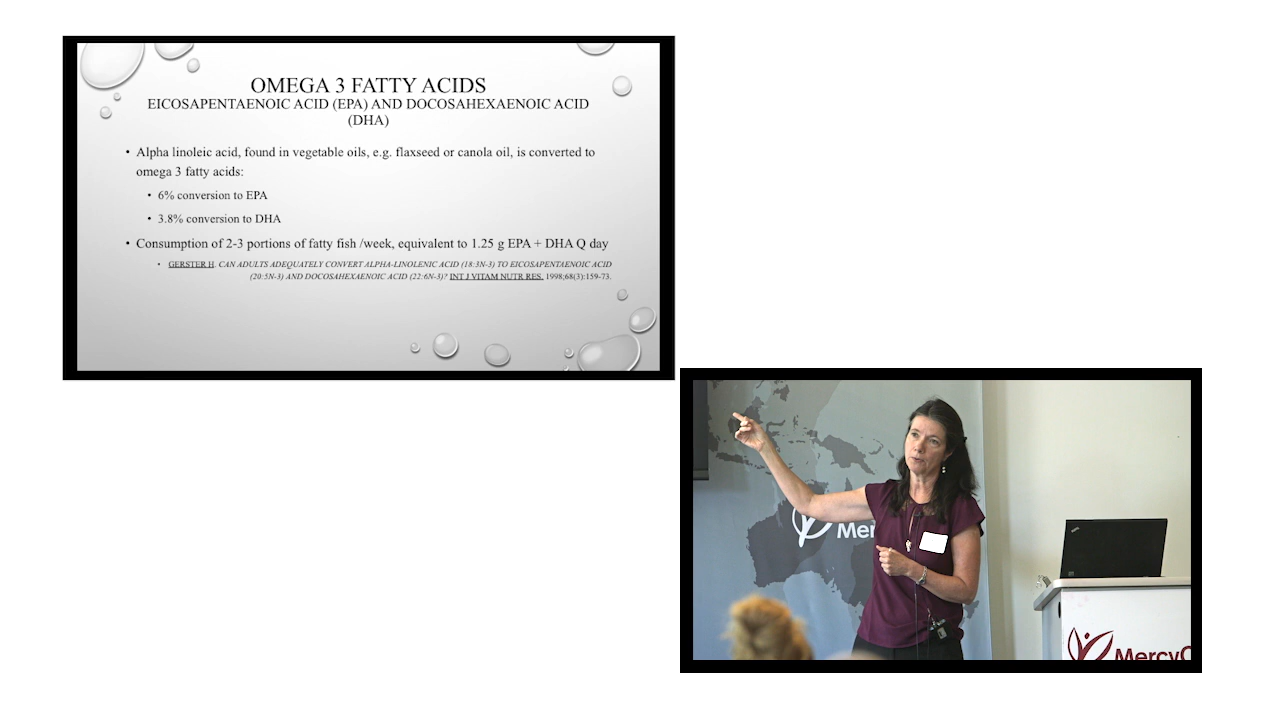 OMEGA 3 FATTY ACIDS
EICOSAPENTAENOIC ACID (EPA) AND DOCOSAHEXAENOIC ACID
(DHA)
• Alpha linoleic acid, found in vegetable oils, e.g. flaxseed or canola oil, is converted to
omega 3 fatty acids:
• 6% conversion to EPA
• 3.8% conversion to DHA
• Consumption of 2-3 portions of fatty fish /week, equivalent to 1.25 g EPA + DHA Q day
• GERSTER H. CAN ADULTS ADEQUATELY CONVERT ALPHA-LINOLENIC ACID (18:3N-3) TO EICOSAPENTAENOIC ACID
(20:5N-3) AND DOCOSAHEXAENOIC ACID (22:6N-3)? INT J VITAM NUTR RES. 1998;68(3):159-73.
Mer
MercyC